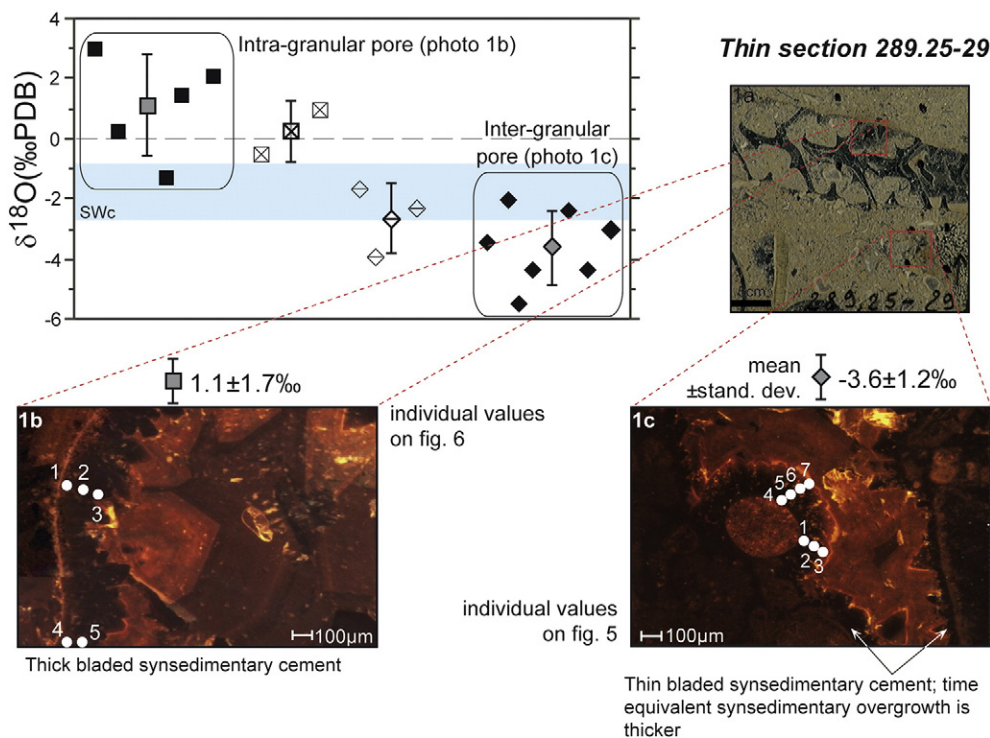 Thin section 289.25-29
4
2
0
-2
-4
-6
δ18O(‰PDB)
Intra-granular pore (photo 1b)
Inter-granular
pore (photo 1c)
SWc
1a
289.25-29
1.1±1.7‰
mean
±stand. dev.
-3.6±1.2‰
individual values
on fig. 6
1b
1
2
3
4
5
100µm
Thick bladed synsedimentary cement
individual values
on fig. 5
1c
7
6
5
4
1
2
3
100µm
Thin bladed synsedimentary cement; time
equivalent synsedimentary overgrowth is
thicker